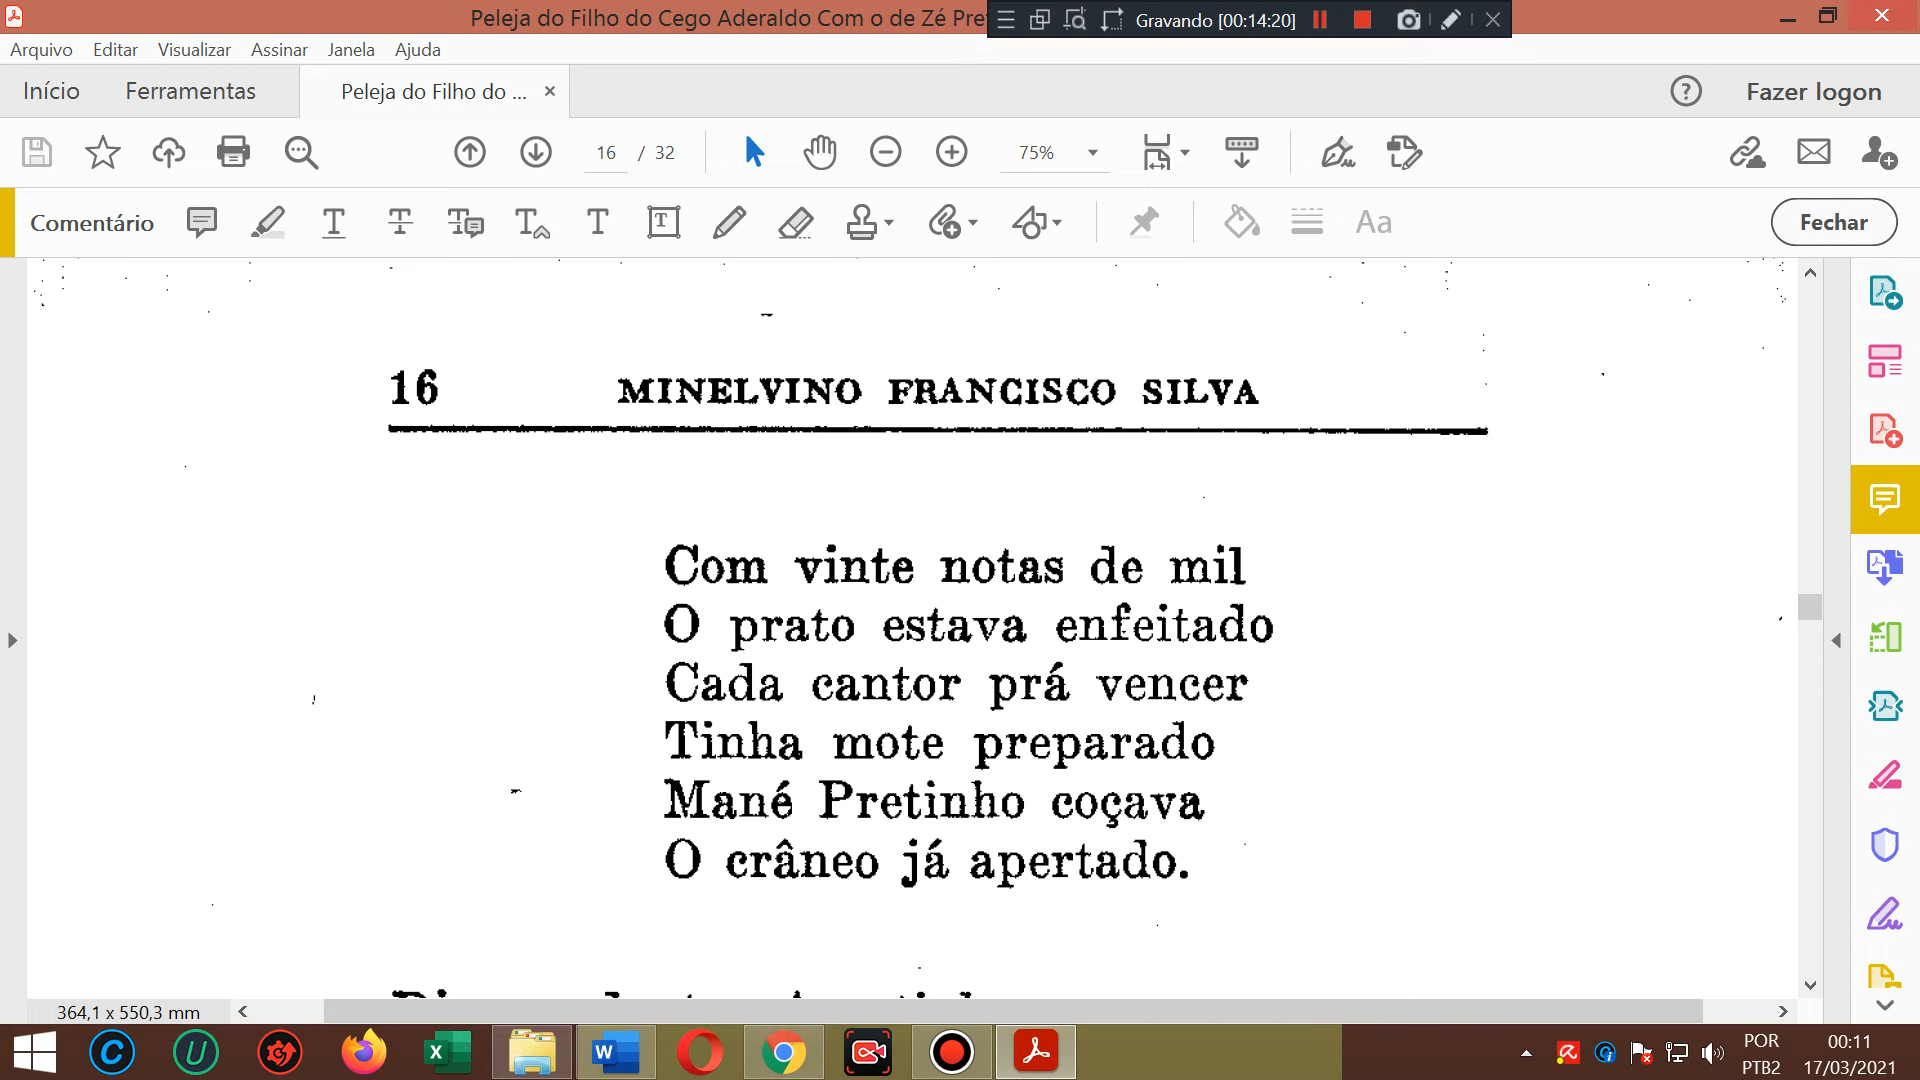 Peleja do Filho do Cego Aderaldo Com o de Zé Pre
Gravando [00:14:20]
Arquivo Editar Visualizar Assinar Janela Ajuda
Início Ferramentas Peleja do Filho do ... Fazer logon
16 / 32 75%
Comentário Aa Fechar
16 MINELVINO FRANCISCO SILVA
Com vinte notas de mil
O prato estava enfeitado
Cada cantor prá vencer
Tinha mote preparado
Mané Pretinho coçava
O crâneo já apertado.
364,1 x 550,3 mm
POR 00:11
PTB2 17/03/2021